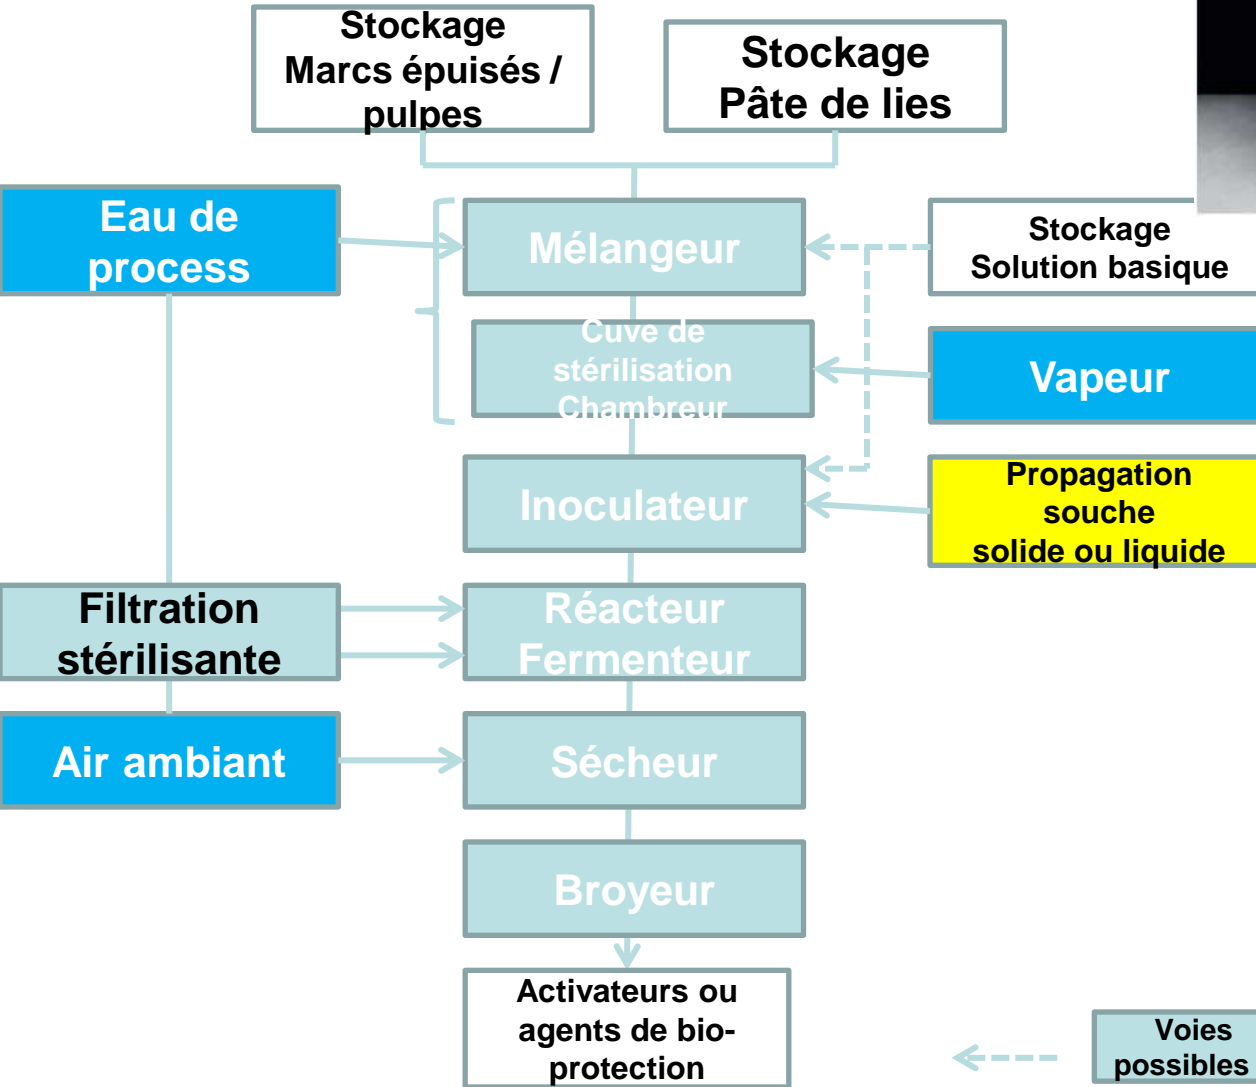 Stockage
Marcs épuisés /
pulpes
Stockage
Pâte de lies
Eau de
process
Mélangeur
Stockage
Solution basique
Cuve de
stérilisation
Chambreur
Vapeur
Inoculateur
Propagation
souche
solide ou liquide
Filtration
stérilisante
Réacteur
Fermenteur
Air ambiant
Sécheur
Broyeur
Activateurs ou
agents de bio-
protection
Voies
possibles